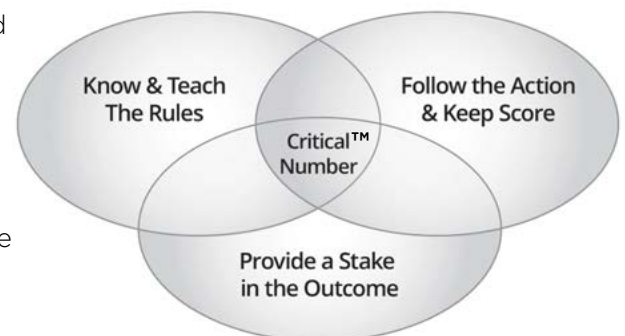 Know & Teach
The Rules
Follow the Action
& Keep Score
Critical™
Number
Provide a Stake
in the Outcome